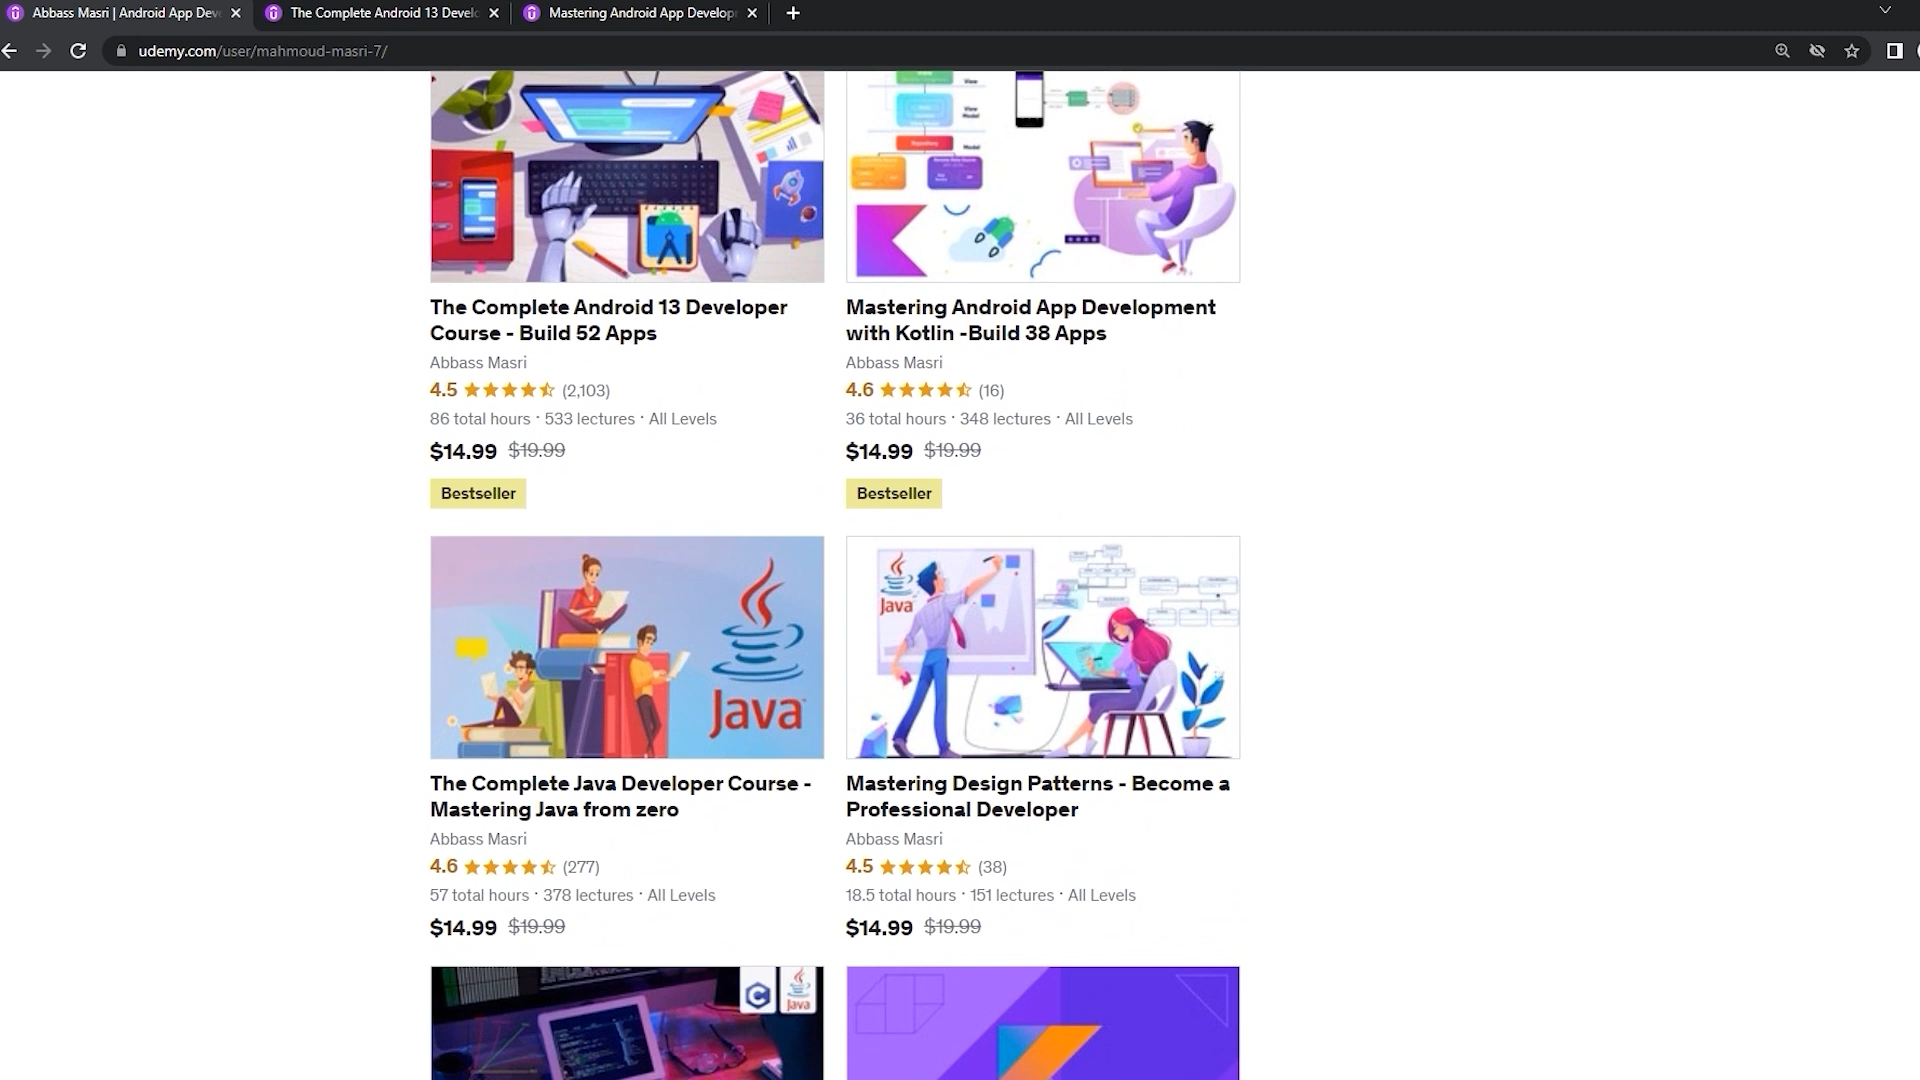 Abbass Masri | Android App Dev
The Complete Android 13 Develo
Mastering Android App Develop
udemy.com/user/mahmoud-masri-7/
View
View
Model
Repository
Model
The Complete Android 13 Developer
Course - Build 52 Apps
Abbass Masri
4.5 (2,103)
86 total hours · 533 lectures · All Levels
$14.99 $19.99
Bestseller
Mastering Android App Development
with Kotlin -Build 38 Apps
Abbass Masri
4.6 (16)
36 total hours · 348 lectures · All Levels
$14.99 $19.99
Bestseller
Java
Java
The Complete Java Developer Course -
Mastering Java from zero
Abbass Masri
4.6 (277)
57 total hours · 378 lectures · All Levels
$14.99 $19.99
Mastering Design Patterns - Become a
Professional Developer
Abbass Masri
4.5 (38)
18.5 total hours · 151 lectures · All Levels
$14.99 $19.99
C
Java